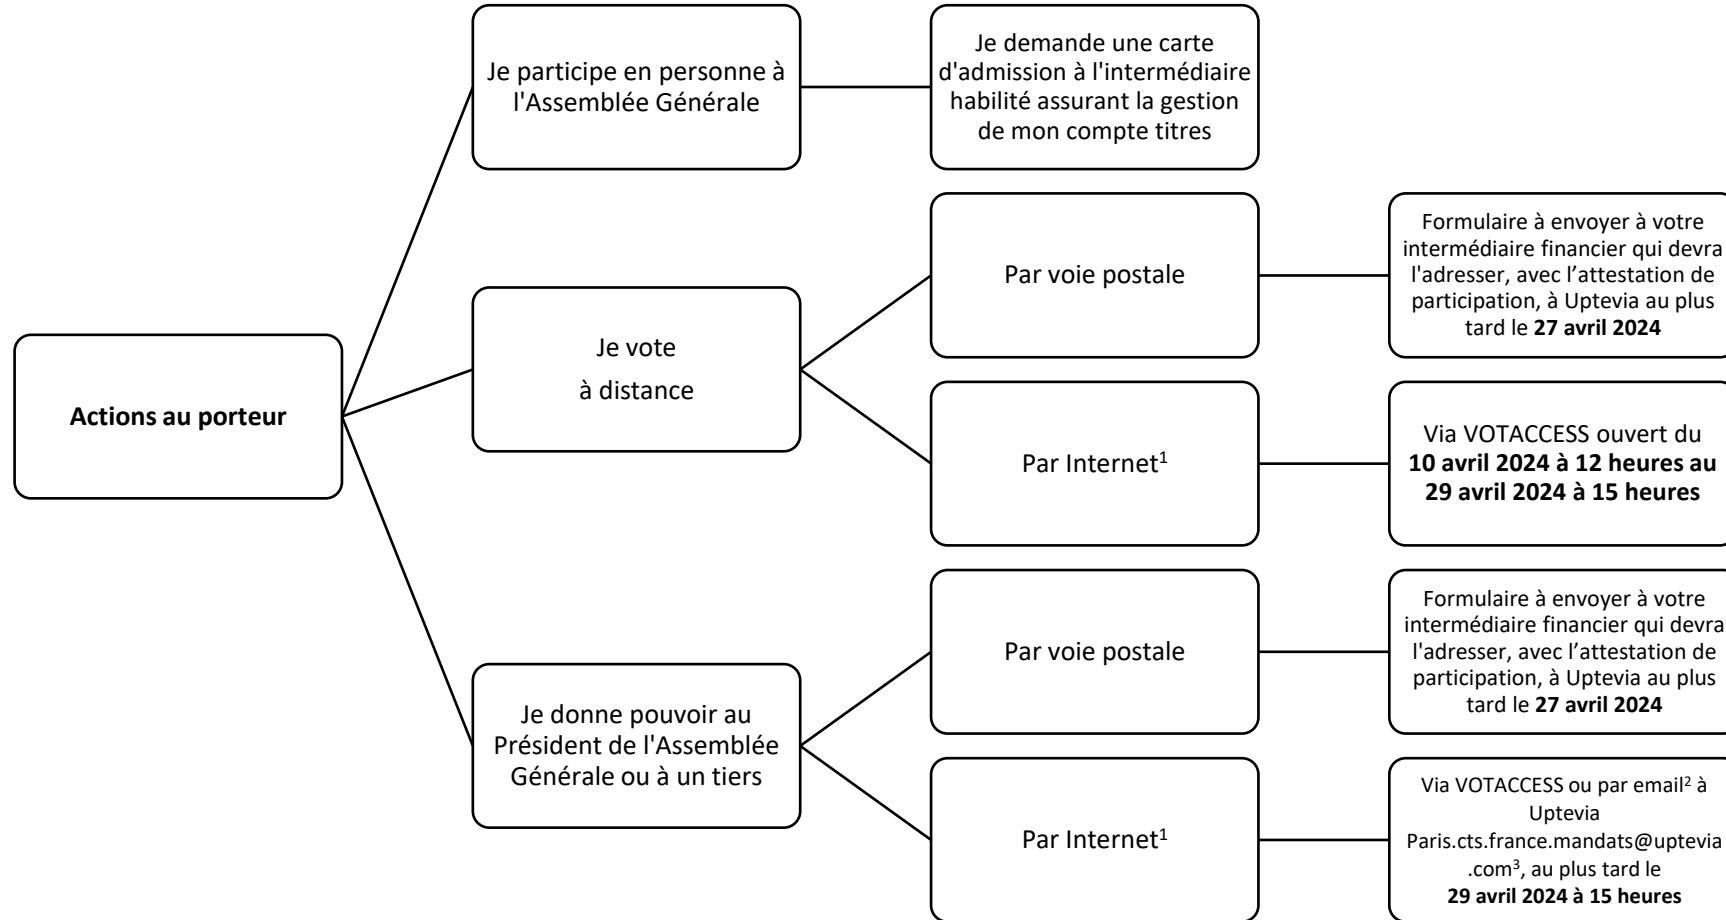 Actions au porteur
Je participe en personne à
l'Assemblée Générale
Je demande une carte
d'admission à l'intermédiaire
habilité assurant la gestion
de mon compte titres
Je vote
à distance
Par voie postale
Formulaire à envoyer à votre
intermédiaire financier qui devra
l'adresser, avec l’attestation de
participation, à Uptevia au plus
tard le 27 avril 2024
Par Internet¹
Via VOTACCESS ouvert du
10 avril 2024 à 12 heures au
29 avril 2024 à 15 heures
Je donne pouvoir au
Président de l'Assemblée
Générale ou à un tiers
Par voie postale
Formulaire à envoyer à votre
intermédiaire financier qui devra
l'adresser, avec l’attestation de
participation, à Uptevia au plus
tard le 27 avril 2024
Par Internet¹
Via VOTACCESS ou par email² à
Uptevia
Paris.cts.france.mandats@uptevia
.com³, au plus tard le
29 avril 2024 à 15 heures